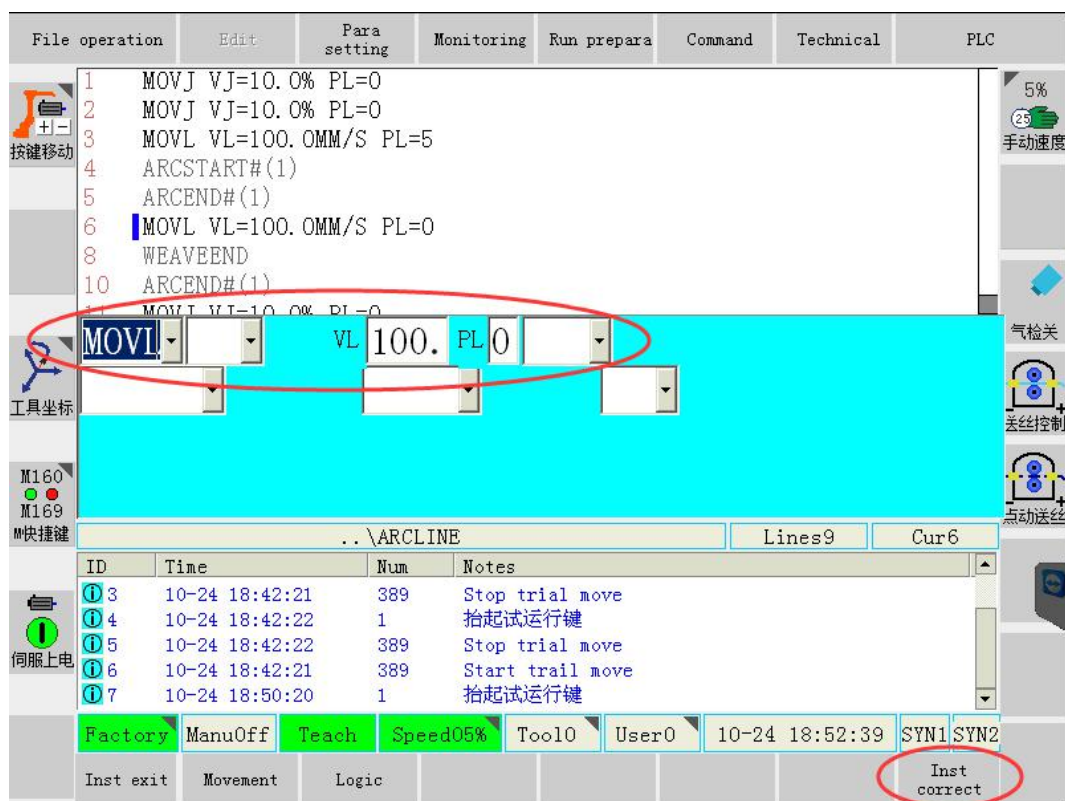 File operation Edit Para setting Monitoring Run prepara Command Technical PLC
1 MOVJ VJ=10.0% PL=0
2 MOVJ VJ=10.0% PL=0
3 MOVL VL=100.0MM/S PL=5
4 ARCSTART#(1)
5 ARCEND#(1)
6 MOVL VL=100.0MM/S PL=0
8 WEAVEEND
10 ARCEND#(1)
11 MOVJ VJ=10.0% PL=0
MOVL VL 100. PL 0
按键移动
工具坐标
M160
M169
M快捷键
伺服上电
5%
25
手动速度
气检关
送丝控制
点动送丝
..\ARCLINE Lines9 Cur6
ID Time Num Notes
3 10-24 18:42:21 389 Stop trial move
4 10-24 18:42:22 1 抬起试运行键
5 10-24 18:42:22 389 Stop trial move
6 10-24 18:42:21 389 Start trail move
7 10-24 18:50:20 1 抬起试运行键
Factory ManuOff Teach Speed05% Tool0 User0 10-24 18:52:39 SYN1 SYN2
Inst exit Movement Logic Inst correct